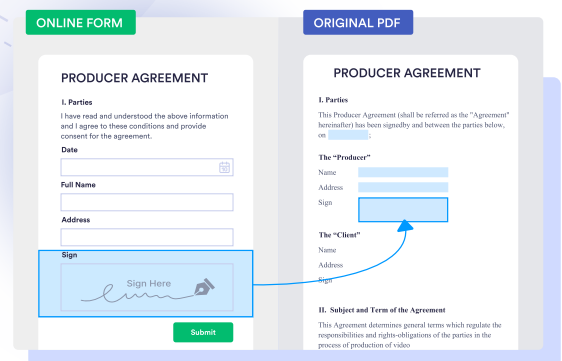 ONLINE FORM
PRODUCER AGREEMENT
I. Parties
I have read and understood the above information
and I agree to these conditions and provide
consent for the agreement.
Date
Full Name
Address
Sign
Sign Here
Submit
ORIGINAL PDF
PRODUCER AGREEMENT
I. Parties
This Producer Agreement (shall be referred as the "Agreement"
hereinafter) has been signedby and between the parties below,
on ;
The “Producer”
Name
Address
Sign
The “Client”
Name
Address
Sign
II. Subject and Term of the Agreement
This Agreement determines general terms which regulate the
responsibilities and rights-obligations of the parties in the
process of production of video